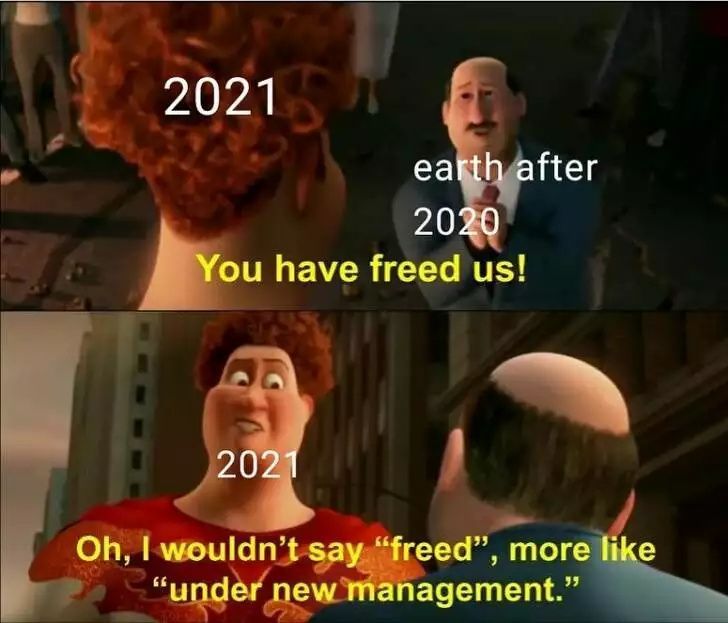 2021
earth after
2020
You have freed us!
2021
Oh, I wouldn't say “freed”, more like
“under new management.”